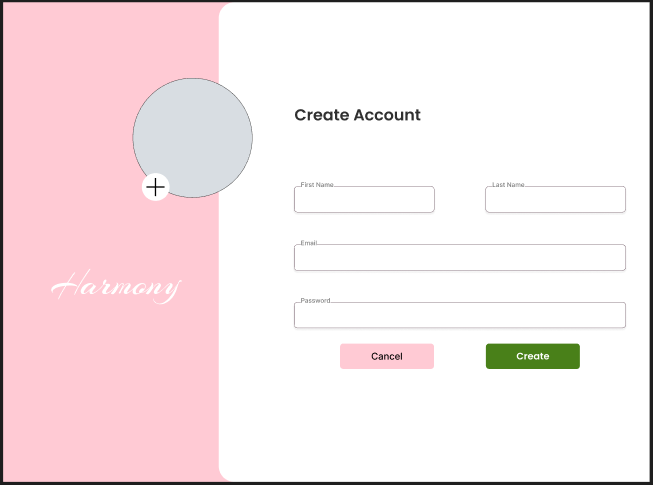 Create Account
First Name
Last Name
Email
Password
Harmony
Cancel
Create